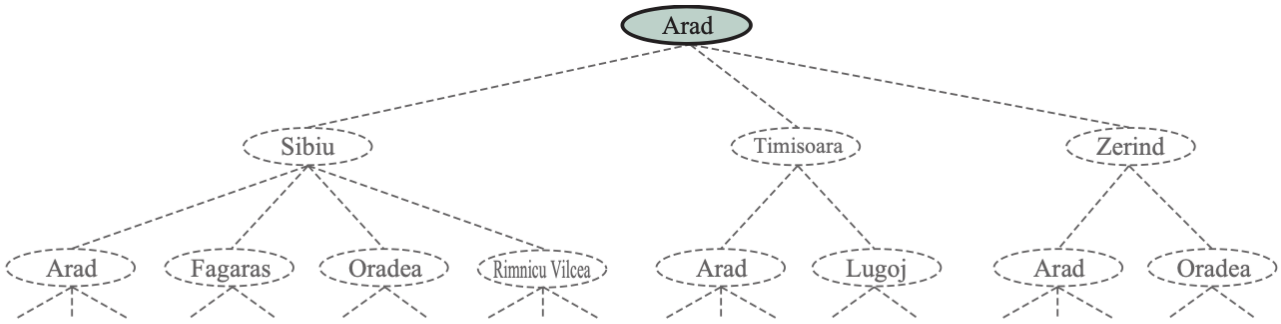 Arad
Sibiu
Timisoara
Zerind
Arad
Fagaras
Oradea
Rimnicu Vilcea
Arad
Lugoj
Arad
Oradea